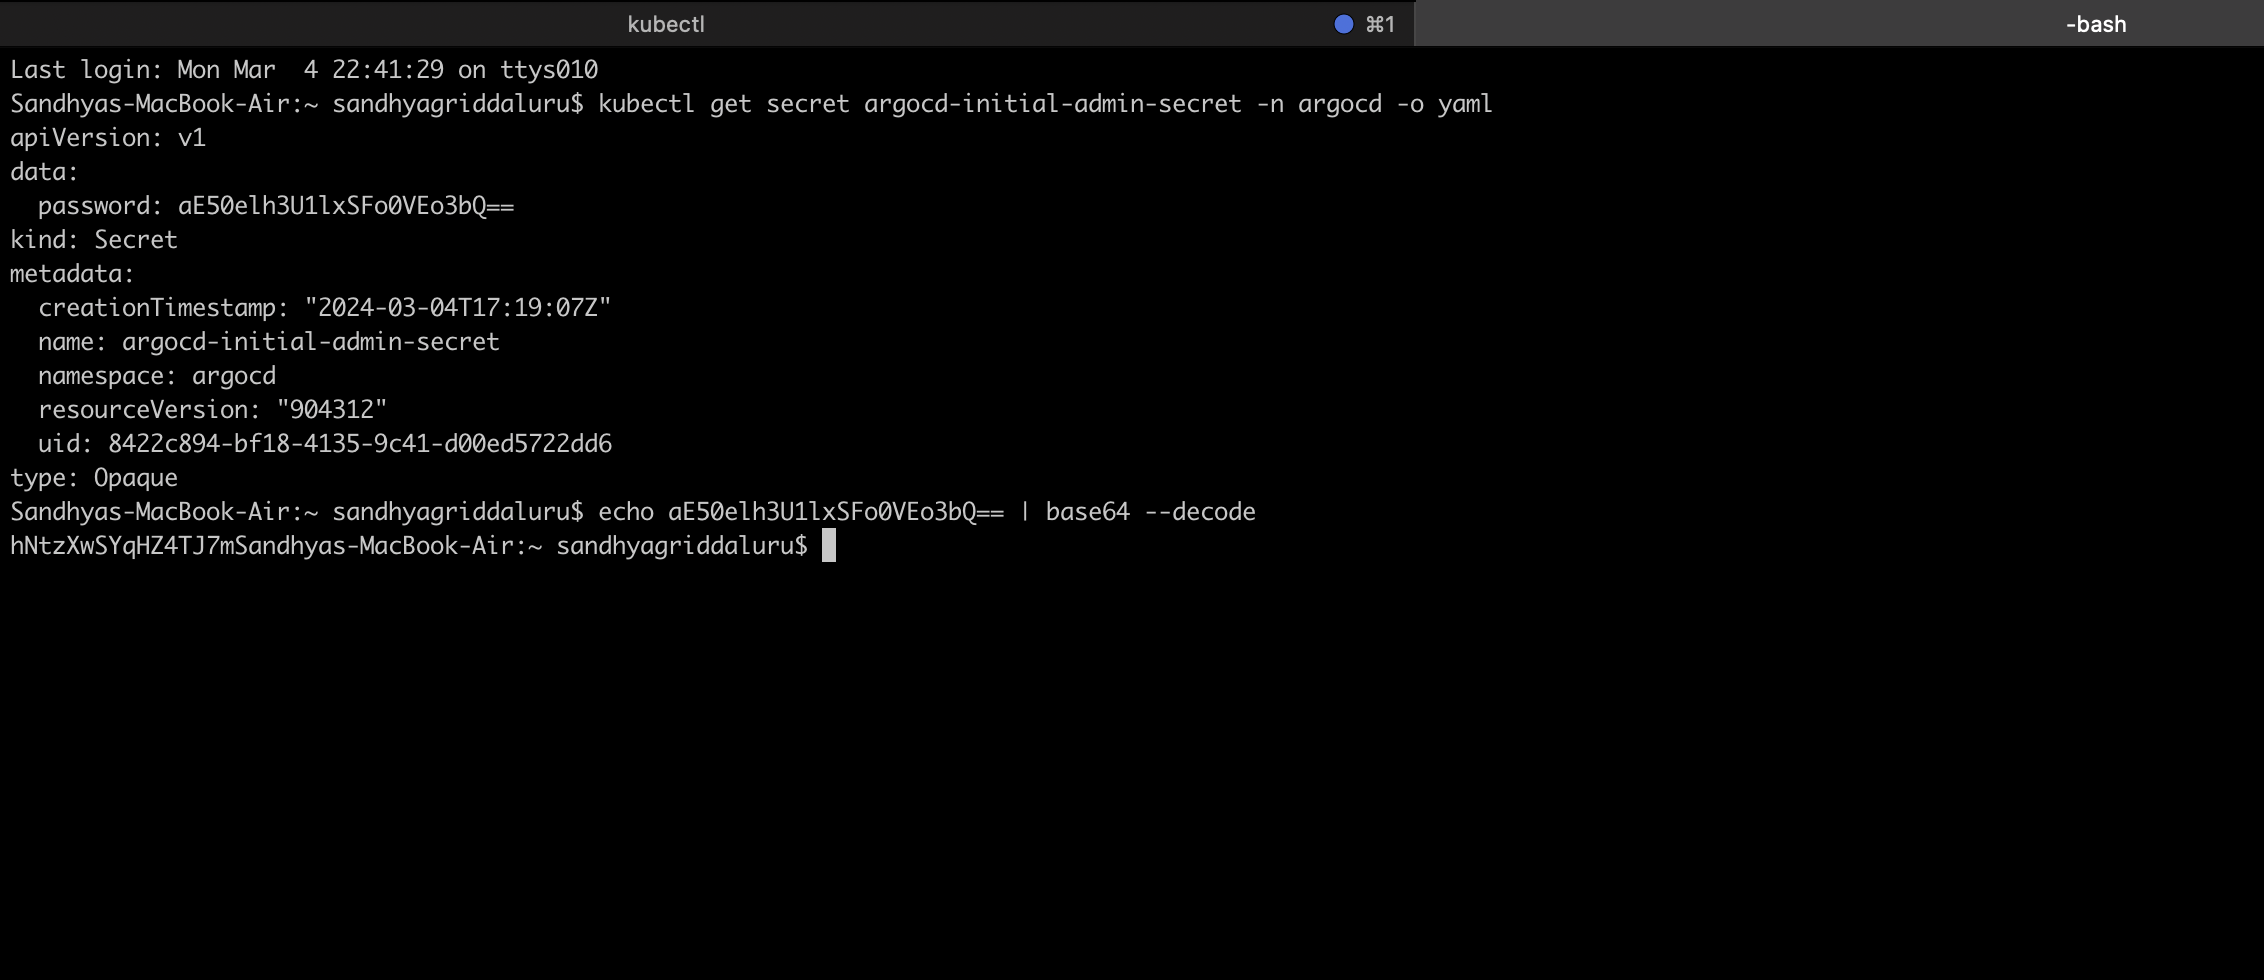 kubectl
⌘1
-bash
Last login: Mon Mar  4 22:41:29 on ttys010
Sandhyas-MacBook-Air:~ sandhyagriddaluru$ kubectl get secret argocd-initial-admin-secret -n argocd -o yaml
apiVersion: v1
data:
  password: aE50elh3U1lxSFo0VEo3bQ==
kind: Secret
metadata:
  creationTimestamp: "2024-03-04T17:19:07Z"
  name: argocd-initial-admin-secret
  namespace: argocd
  resourceVersion: "904312"
  uid: 8422c894-bf18-4135-9c41-d00ed5722dd6
type: Opaque
Sandhyas-MacBook-Air:~ sandhyagriddaluru$ echo aE50elh3U1lxSFo0VEo3bQ== | base64 --decode
hNtzXwSYqHZ4TJ7mSandhyas-MacBook-Air:~ sandhyagriddaluru$